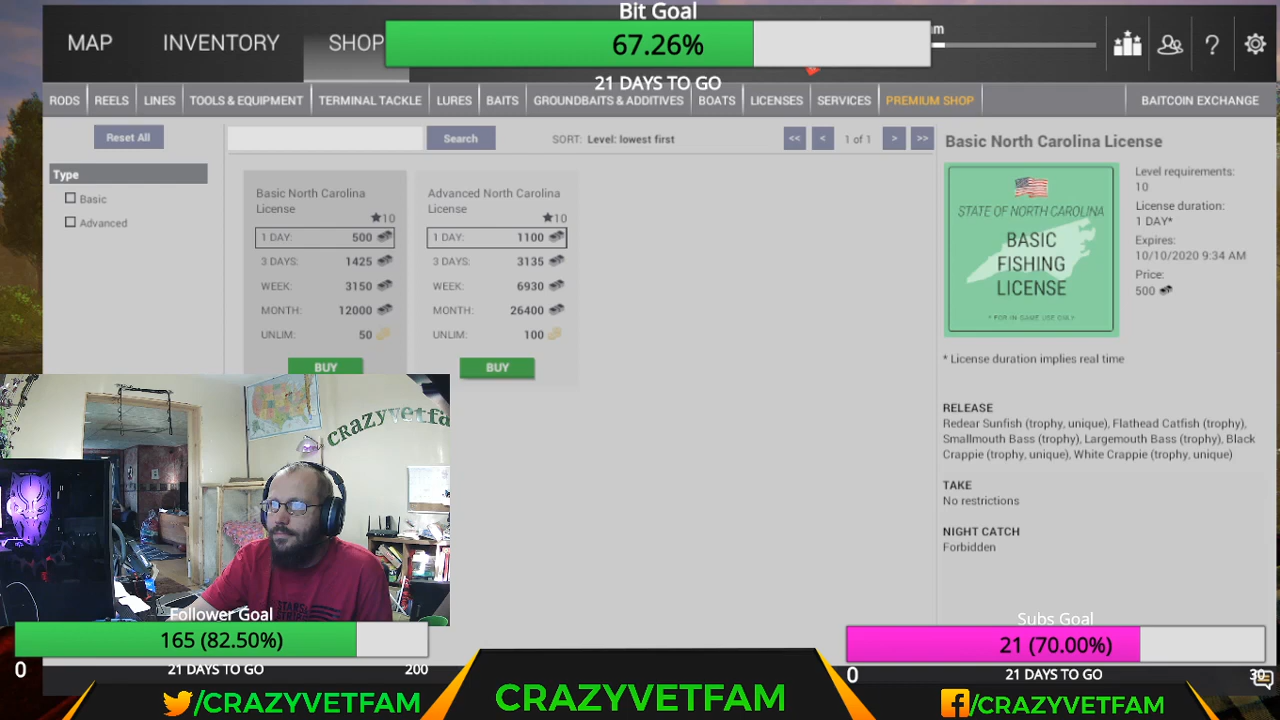 Bit Goal
67.26%
21 DAYS TO GO
MAP INVENTORY SHOP
RODS REELS LINES TOOLS & EQUIPMENT TERMINAL TACKLE LURES BAITS GROUNDBAITS & ADDITIVES BOATS LICENSES SERVICES PREMIUM SHOP BAITCOIN EXCHANGE
Reset All
Search
SORT: Level: lowest first
<< < 1 of 1 > >>
Type
Basic
Advanced
Basic North Carolina
License
10
1 DAY: 500
3 DAYS: 1425
WEEK: 3150
MONTH: 12000
UNLIM: 50
BUY
Advanced North Carolina
License
10
1 DAY: 1100
3 DAYS: 3135
WEEK: 6930
MONTH: 26400
UNLIM: 100
BUY
Basic North Carolina License
STATE OF NORTH CAROLINA
BASIC
FISHING
LICENSE
* FOR IN-GAME USE ONLY
Level requirements:
10
License duration:
1 DAY*
Expires:
10/10/2020 9:34 AM
Price:
500
* License duration implies real time
RELEASE
Redear Sunfish (trophy, unique), Flathead Catfish (trophy),
Smallmouth Bass (trophy), Largemouth Bass (trophy), Black
Crappie (trophy, unique), White Crappie (trophy, unique)
TAKE
No restrictions
NIGHT CATCH
Forbidden
crazyvetfa
Follower Goal
165 (82.50%)
0 21 DAYS TO GO 200
Subs Goal
21 (70.00%)
0 21 DAYS TO GO 30
/CRAZYVETFAM
CRAZYVETFAM
/CRAZYVETFAM